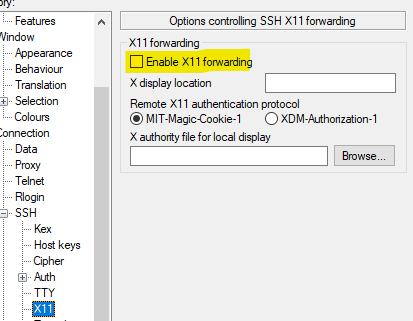 ory:
Features
Window
Appearance
Behaviour
Translation
Selection
Colours
Connection
Data
Proxy
Telnet
Rlogin
SSH
Kex
Host keys
Cipher
Auth
TTY
X11
Options controlling SSH X11 forwarding
X11 forwarding
Enable X11 forwarding
X display location
Remote X11 authentication protocol
MIT-Magic-Cookie-1
XDM-Authorization-1
X authority file for local display
Browse...